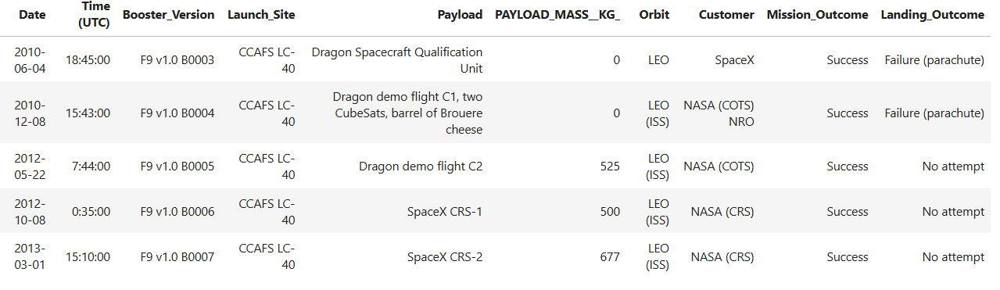 Date Time (UTC) Booster_Version Launch_Site Payload PAYLOAD_MASS__KG_ Orbit Customer Mission_Outcome Landing_Outcome
2010-06-04 18:45:00 F9 v1.0 B0003 CCAFS LC-40 Dragon Spacecraft Qualification Unit 0 LEO SpaceX Success Failure (parachute)
2010-12-08 15:43:00 F9 v1.0 B0004 CCAFS LC-40 Dragon demo flight C1, two CubeSats, barrel of Brouere cheese 0 LEO (ISS) NASA (COTS) NRO Success Failure (parachute)
2012-05-22 7:44:00 F9 v1.0 B0005 CCAFS LC-40 Dragon demo flight C2 525 LEO (ISS) NASA (COTS) Success No attempt
2012-10-08 0:35:00 F9 v1.0 B0006 CCAFS LC-40 SpaceX CRS-1 500 LEO (ISS) NASA (CRS) Success No attempt
2013-03-01 15:10:00 F9 v1.0 B0007 CCAFS LC-40 SpaceX CRS-2 677 LEO (ISS) NASA (CRS) Success No attempt